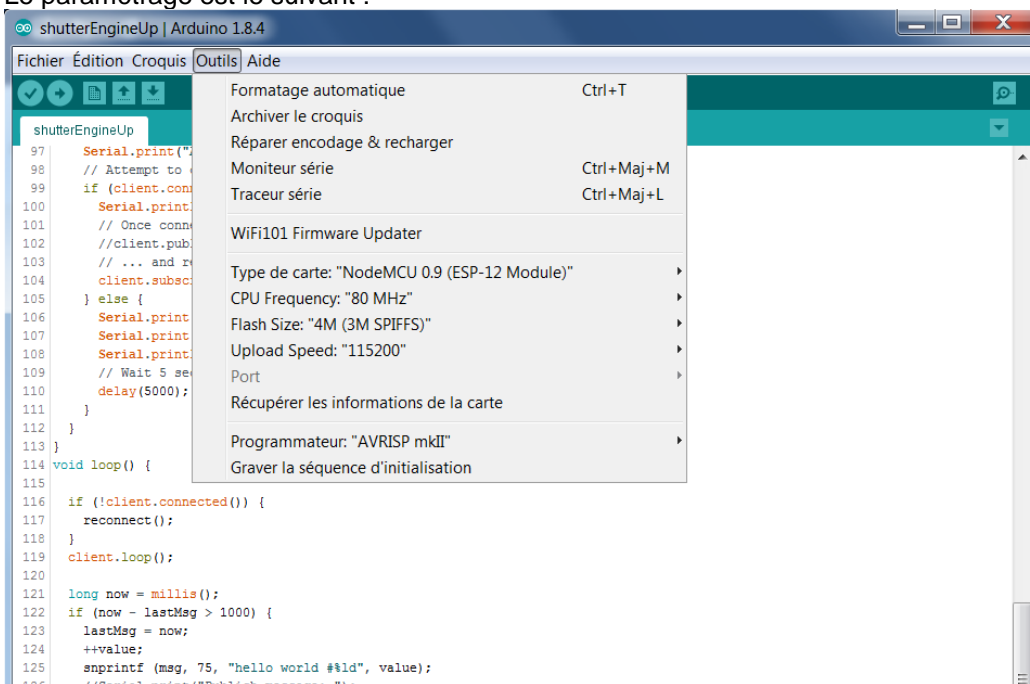 Le paramétrage est le suivant :
shutterEngineUp | Arduino 1.8.4
Fichier Édition Croquis Outils Aide
shutterEngineUp
Formatage automatique Ctrl+T
Archiver le croquis
Réparer encodage & recharger
Moniteur série Ctrl+Maj+M
Traceur série Ctrl+Maj+L
WiFi101 Firmware Updater
Type de carte: "NodeMCU 0.9 (ESP-12 Module)"
CPU Frequency: "80 MHz"
Flash Size: "4M (3M SPIFFS)"
Upload Speed: "115200"
Port
Récupérer les informations de la carte
Programmateur: "AVRISP mkII"
Graver la séquence d'initialisation
97 Serial.print("
98 // Attempt to
99 if (client.con
100 Serial.print
101 // Once conn
102 //client.pub
103 // ... and re
104 client.subsc
105 } else {
106 Serial.print
107 Serial.print
108 Serial.print
109 // Wait 5 se
110 delay(5000);
111 }
112 }
113 }
114 void loop() {
115
116 if (!client.connected()) {
117 reconnect();
118 }
119 client.loop();
120
121 long now = millis();
122 if (now - lastMsg > 1000) {
123 lastMsg = now;
124 ++value;
125 snprintf (msg, 75, "hello world #%ld", value);